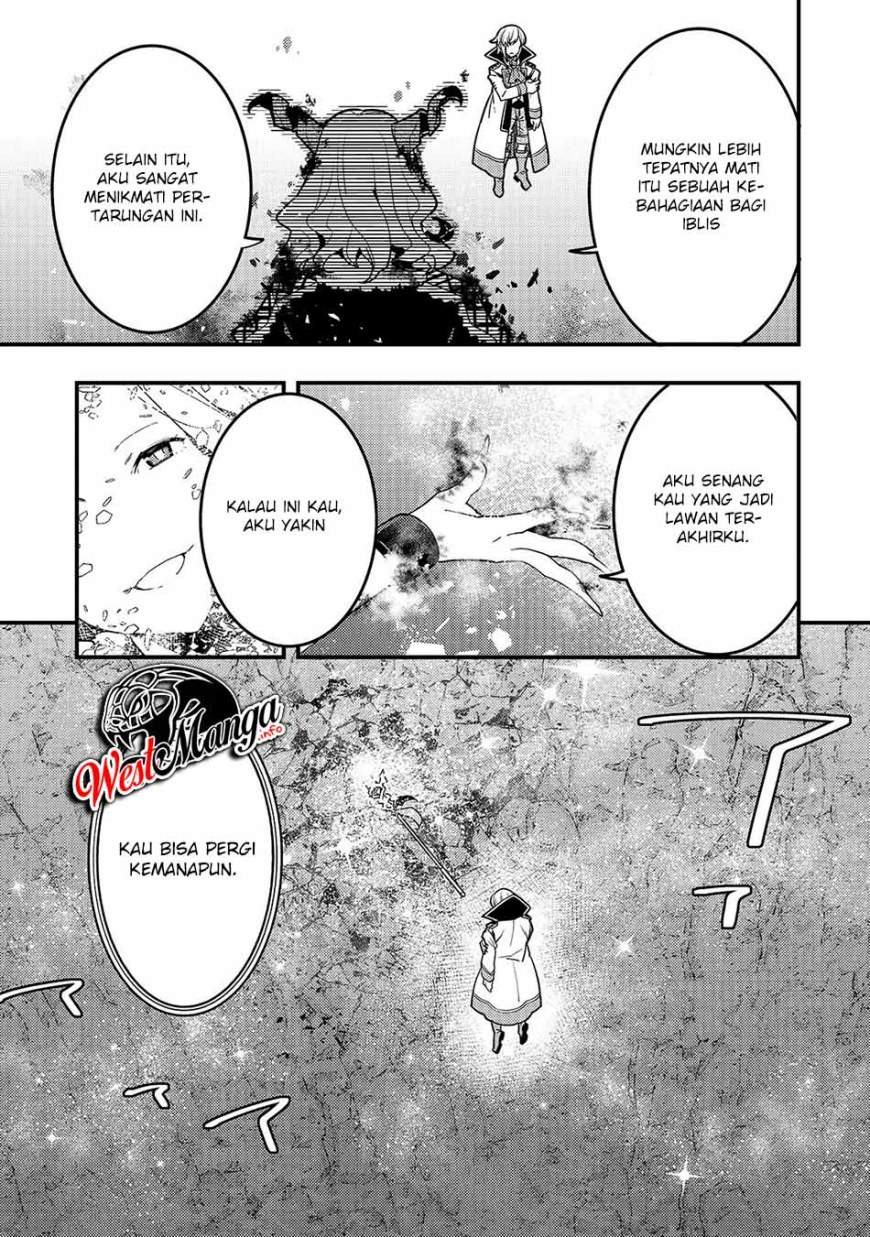 MUNGKIN LEBIH
TEPATNYA MATI
ITU SEBUAH KE-
BAHAGIAAN BAGI
IBLIS
SELAIN ITU,
AKU SANGAT
MENIKMATI PER-
TARUNGAN INI.
AKU SENANG
KAU YANG JADI
LAWAN TER-
AKHIRKU.
KALAU INI KAU,
AKU YAKIN
WestManga
.info
KAU BISA PERGI
KEMANAPUN.